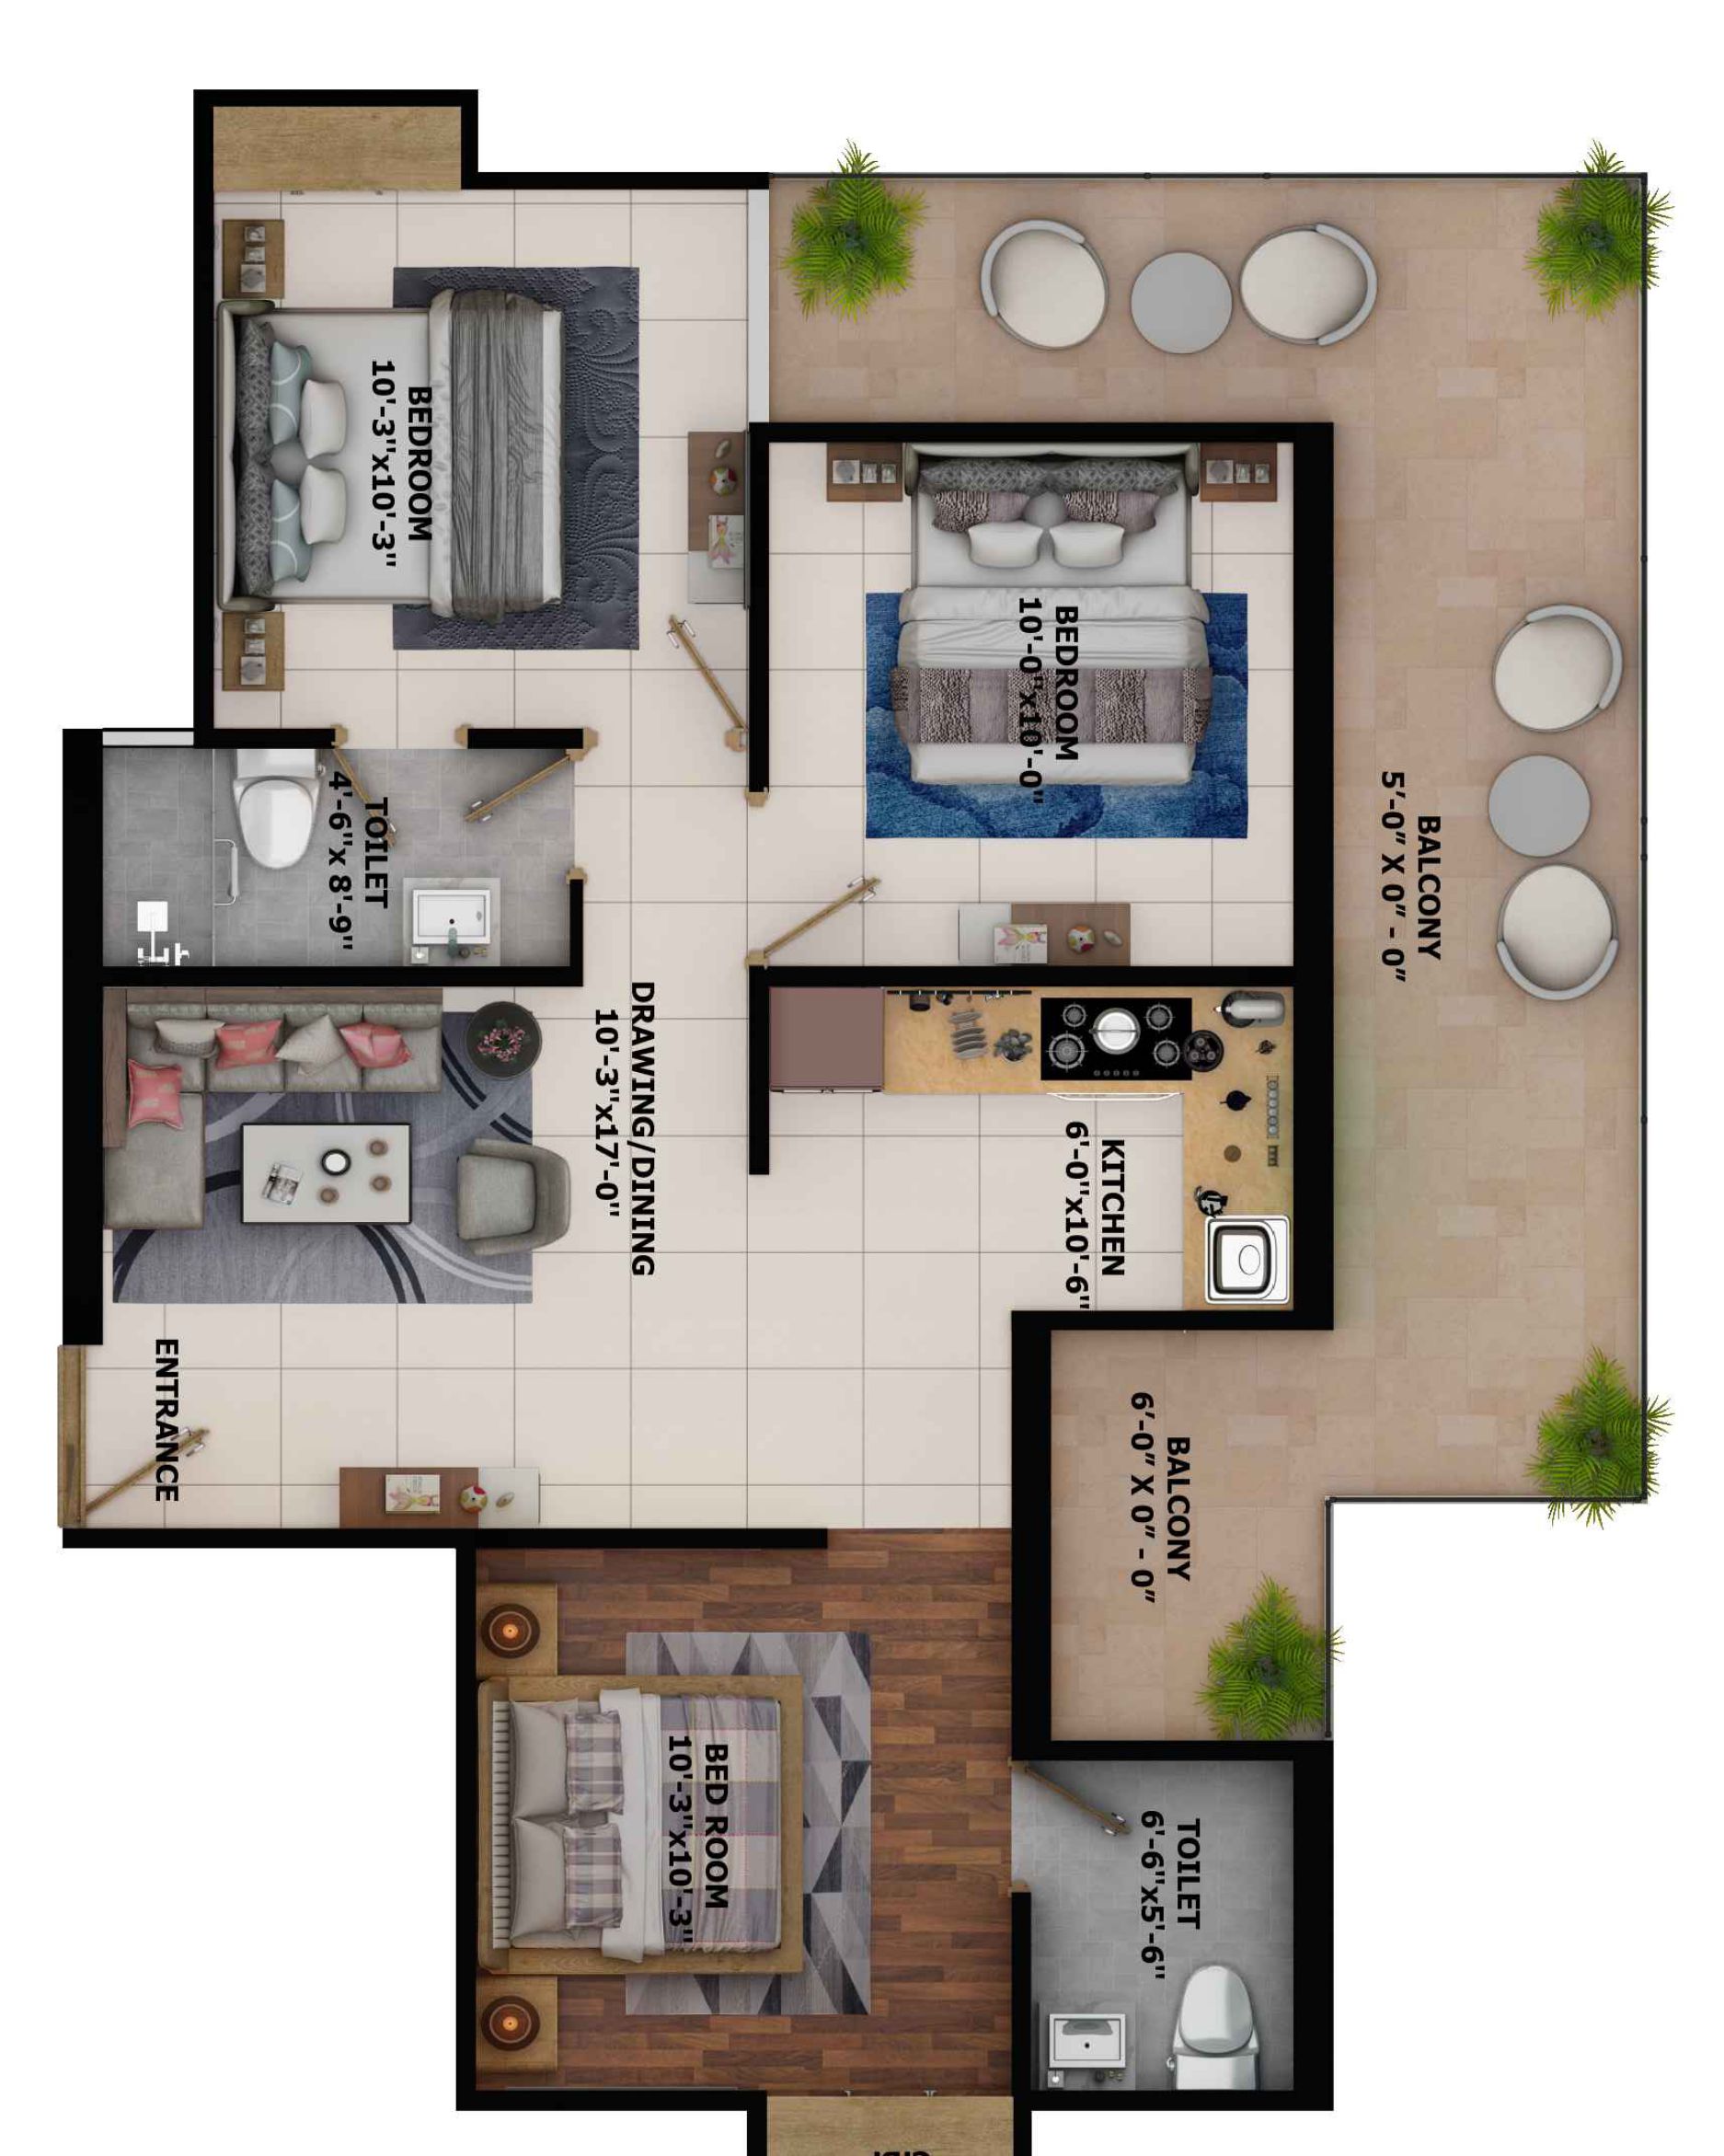 BEDROOM
10'-3"x10'-3"
BEDROOM
10'-0"x10'-0"
TOILET
4'-6"x 8'-9"
BALCONY
5'-0" X 0" - 0"
DRAWING/DINING
10'-3"x17'-0"
KITCHEN
6'-0"x10'-6"
ENTRANCE
BALCONY
6'-0" X 0" - 0"
BED ROOM
10'-3"x10'-3"
TOILET
6'-6"x5'-6"